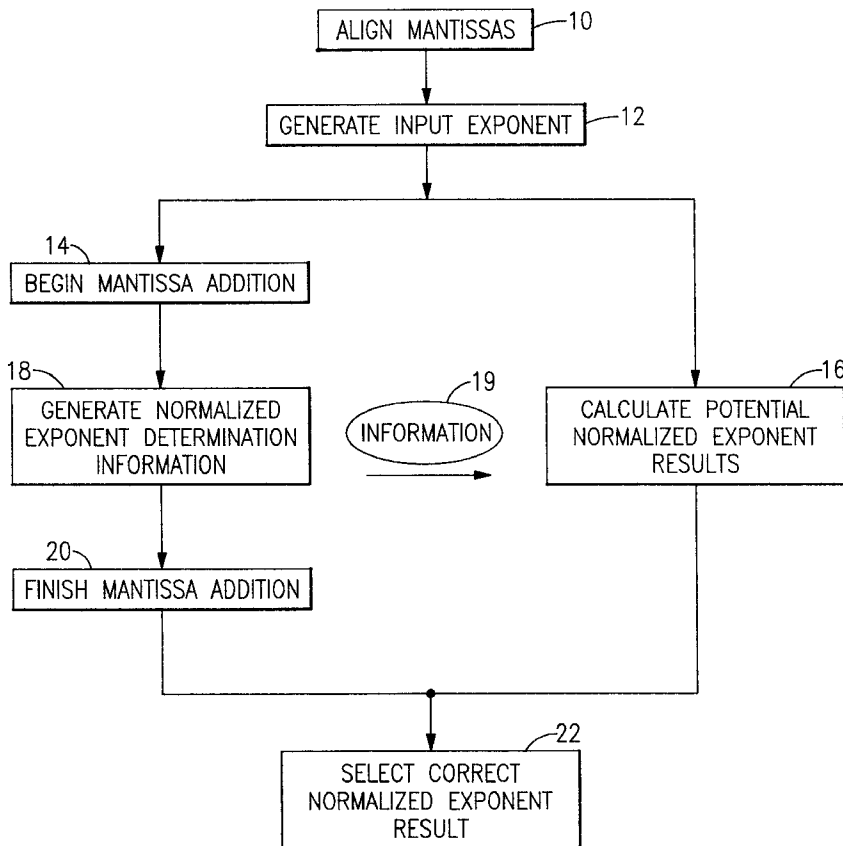 ALIGN MANTISSAS
10
GENERATE INPUT EXPONENT
12
14
BEGIN MANTISSA ADDITION
18
GENERATE NORMALIZED
EXPONENT DETERMINATION
INFORMATION
19
INFORMATION
16
CALCULATE POTENTIAL
NORMALIZED EXPONENT
RESULTS
20
FINISH MANTISSA ADDITION
22
SELECT CORRECT
NORMALIZED EXPONENT
RESULT